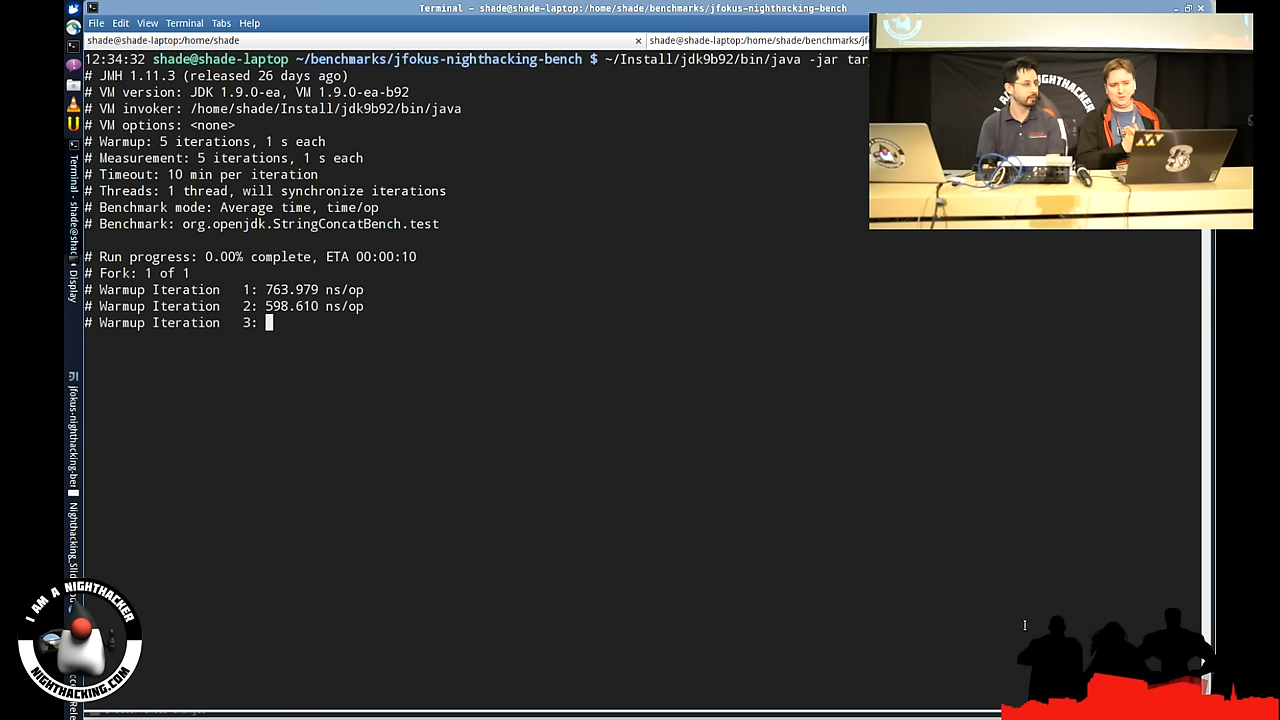 Terminal - shade@shade-laptop:/home/shade/benchmarks/jfokus-nighthacking-bench
File Edit View Terminal Tabs Help
shade@shade-laptop:/home/shade
shade@shade-laptop:/home/shade/benchmarks/jf
12:34:32 shade@shade-laptop ~/benchmarks/jfokus-nighthacking-bench $ ~/Install/jdk9b92/bin/java -jar tar
# JMH 1.11.3 (released 26 days ago)
# VM version: JDK 1.9.0-ea, VM 1.9.0-ea-b92
# VM invoker: /home/shade/Install/jdk9b92/bin/java
# VM options: <none>
# Warmup: 5 iterations, 1 s each
# Measurement: 5 iterations, 1 s each
# Timeout: 10 min per iteration
# Threads: 1 thread, will synchronize iterations
# Benchmark mode: Average time, time/op
# Benchmark: org.openjdk.StringConcatBench.test
# Run progress: 0.00% complete, ETA 00:00:10
# Fork: 1 of 1
# Warmup Iteration 1: 763.979 ns/op
# Warmup Iteration 2: 598.610 ns/op
# Warmup Iteration 3:
Terminal - shade@shad
Display
jfokus-nighthacking-ber
I AM A NIGHTHACKER
NIGHTHACKING.COM